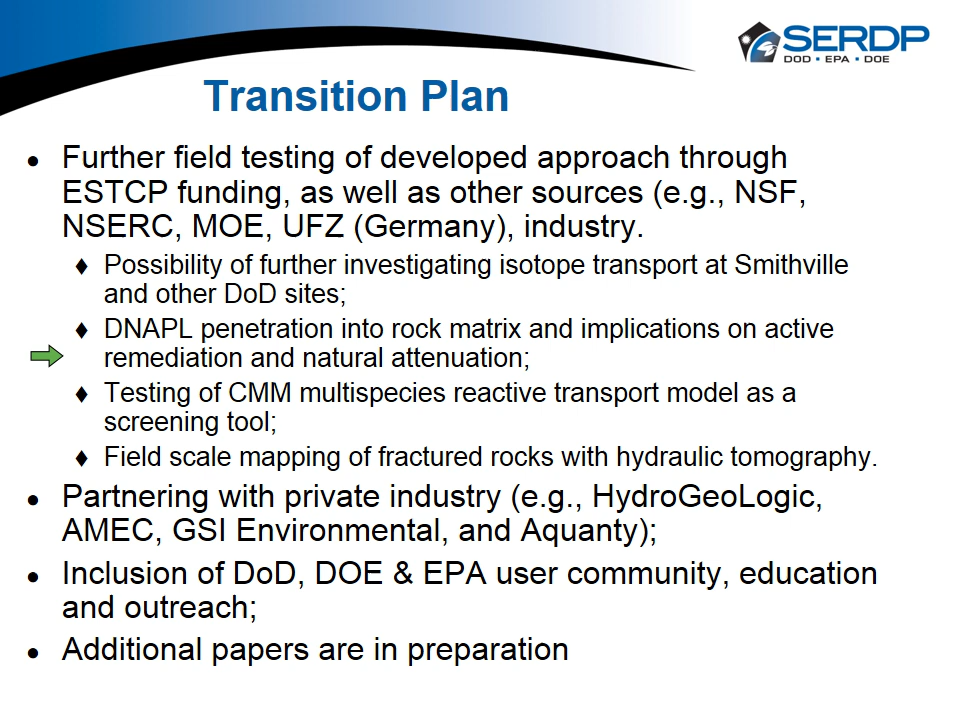 SERDP
DOD • EPA • DOE
Transition Plan
• Further field testing of developed approach through
ESTCP funding, as well as other sources (e.g., NSF,
NSERC, MOE, UFZ (Germany), industry.
♦ Possibility of further investigating isotope transport at Smithville
and other DoD sites;
♦ DNAPL penetration into rock matrix and implications on active
remediation and natural attenuation;
♦ Testing of CMM multispecies reactive transport model as a
screening tool;
♦ Field scale mapping of fractured rocks with hydraulic tomography.
• Partnering with private industry (e.g., HydroGeoLogic,
AMEC, GSI Environmental, and Aquanty);
• Inclusion of DoD, DOE & EPA user community, education
and outreach;
• Additional papers are in preparation